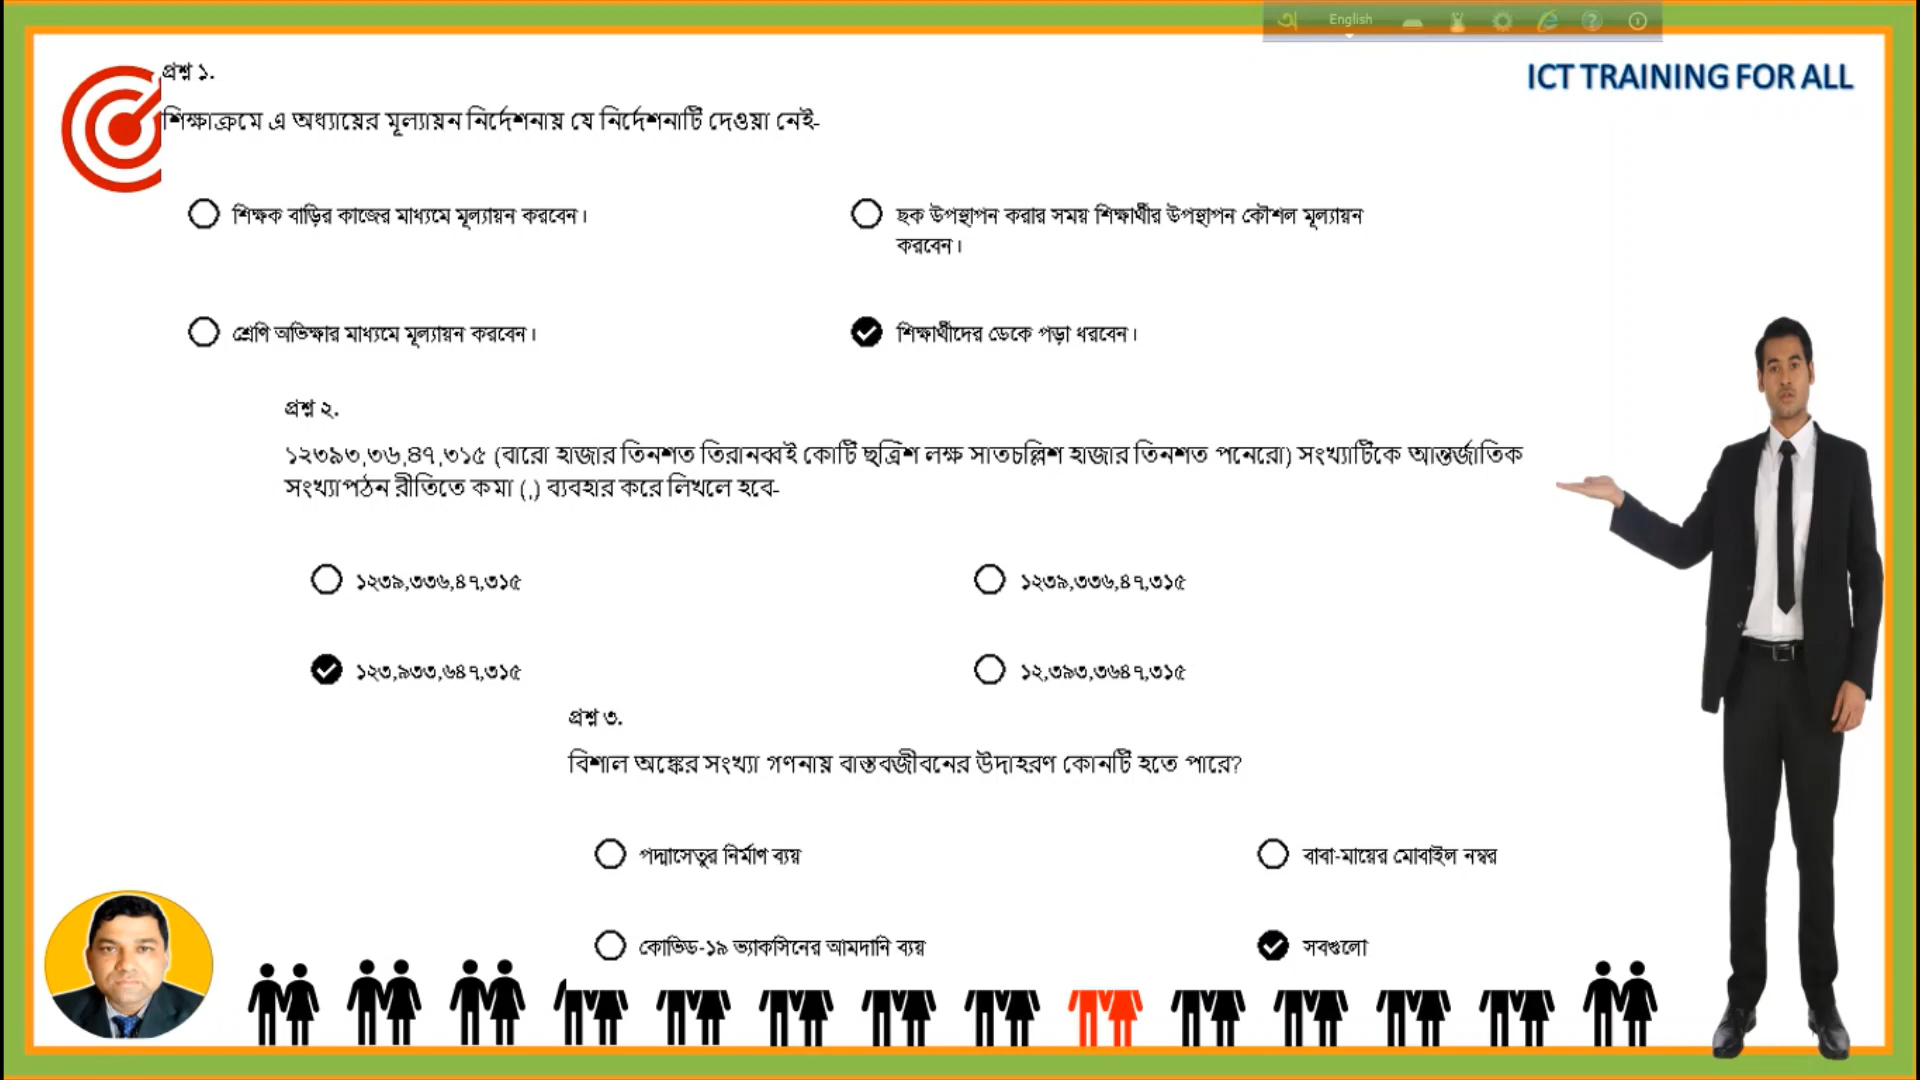 English
ICT TRAINING FOR ALL
প্রশ্ন ১.
শিক্ষাক্রমে এ অধ্যায়ের মূল্যায়ন নির্দেশনায় যে নির্দেশনাটি দেওয়া নেই-
শিক্ষক বাড়ির কাজের মাধ্যমে মূল্যায়ন করবেন।
ছক উপস্থাপন করার সময় শিক্ষার্থীর উপস্থাপন কৌশল মূল্যায়ন
করবেন।
শ্রেণি অভিক্ষার মাধ্যমে মূল্যায়ন করবেন।
শিক্ষার্থীদের ডেকে পড়া ধরবেন।
প্রশ্ন ২.
১২৩৯৩,৩৬,৪৭,৩১৫ (বারো হাজার তিনশত তিরানব্বই কোটি ছত্রিশ লক্ষ সাতচল্লিশ হাজার তিনশত পনেরো) সংখ্যাটিকে আন্তর্জাতিক
সংখ্যাপঠন রীতিতে কমা (,) ব্যবহার করে লিখলে হবে-
১২৩৯,৩৩৬,৪৭,৩১৫
১২৩৯,৩৩৬,৪৭,৩১৫
১২৩,৯৩৩,৬৪৭,৩১৫
১২,৩৯৩,৩৬৪৭,৩১৫
প্রশ্ন ৩.
বিশাল অঙ্কের সংখ্যা গণনায় বাস্তবজীবনের উদাহরণ কোনটি হতে পারে?
পদ্মাসেতুর নির্মাণ ব্যয়
বাবা-মায়ের মোবাইল নম্বর
কোভিড-১৯ ভ্যাকসিনের আমদানি ব্যয়
সবগুলো